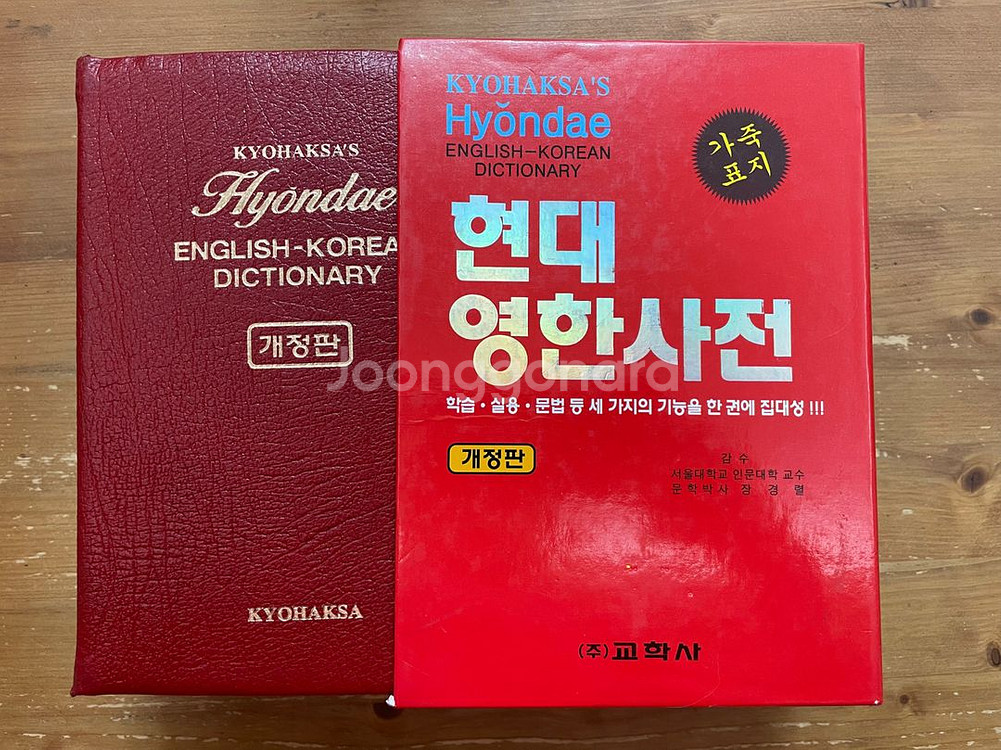 KYOHAKSA'S
Hyŏndae
ENGLISH-KOREA
DICTIONARY
개정판
KYOHAKSA
KYOHAKSA'S
Hyŏndae
ENGLISH-KOREAN
DICTIONARY
가죽
표지
현대
영한사전
학습·실용·문법 등 세 가지의 기능을 한 권에 집대성 !!!
개정판
감 수
서울대학교 인문대학 교수
문학박사 장 경 렬
(주) 교학사
Joonggonara